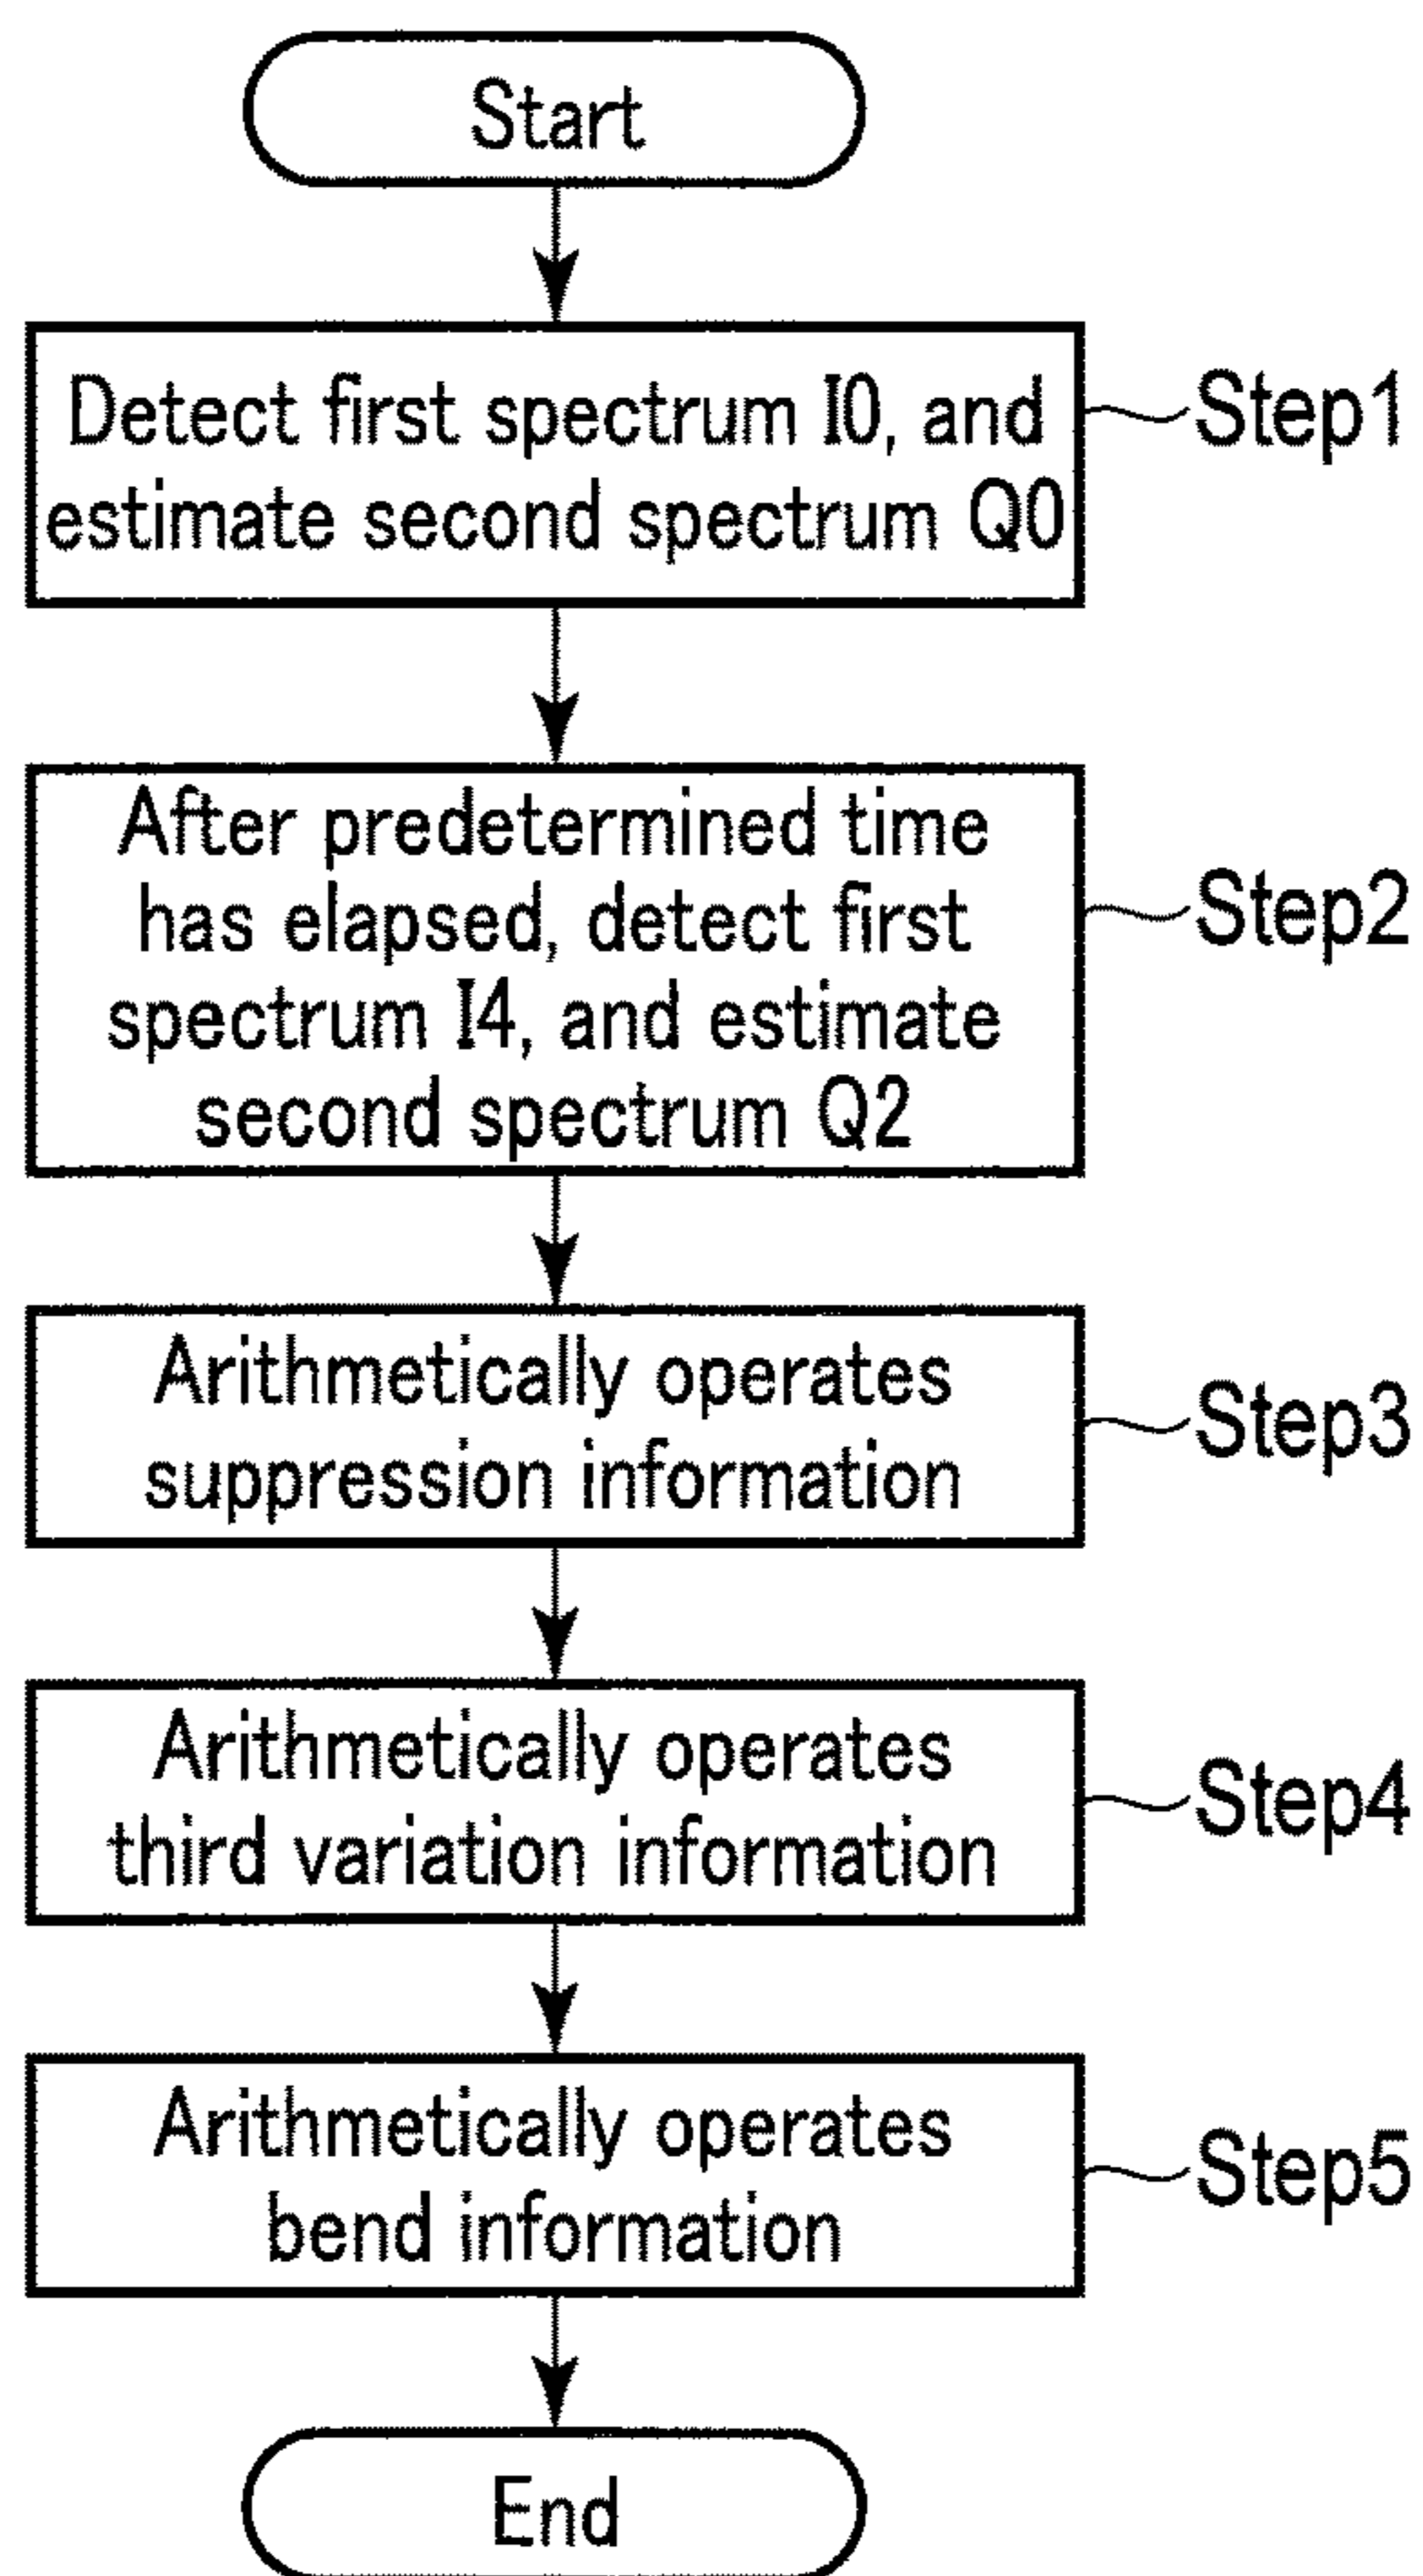 Start
Detect first spectrum I0, and
estimate second spectrum Q0
Step1
After predetermined time
has elapsed, detect first
spectrum I4, and estimate
second spectrum Q2
Step2
Arithmetically operates
suppression information
Step3
Arithmetically operates
third variation information
Step4
Arithmetically operates
bend information
Step5
End